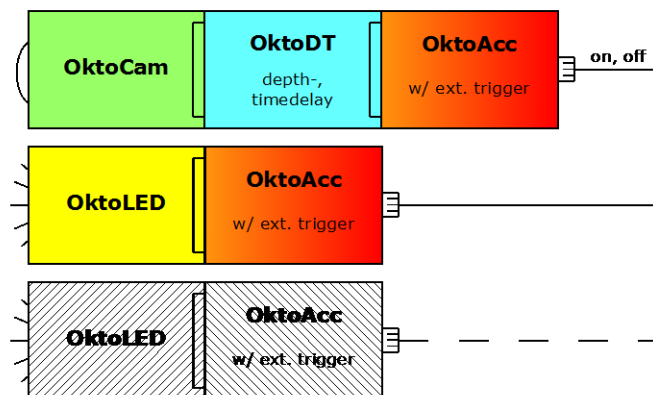 OktoCam
OktoDT
depth-,
timedelay
OktoAcc
w/ ext. trigger
on, off
OktoLED
OktoAcc
w/ ext. trigger
OktoLED
OktoAcc
w/ ext. trigger